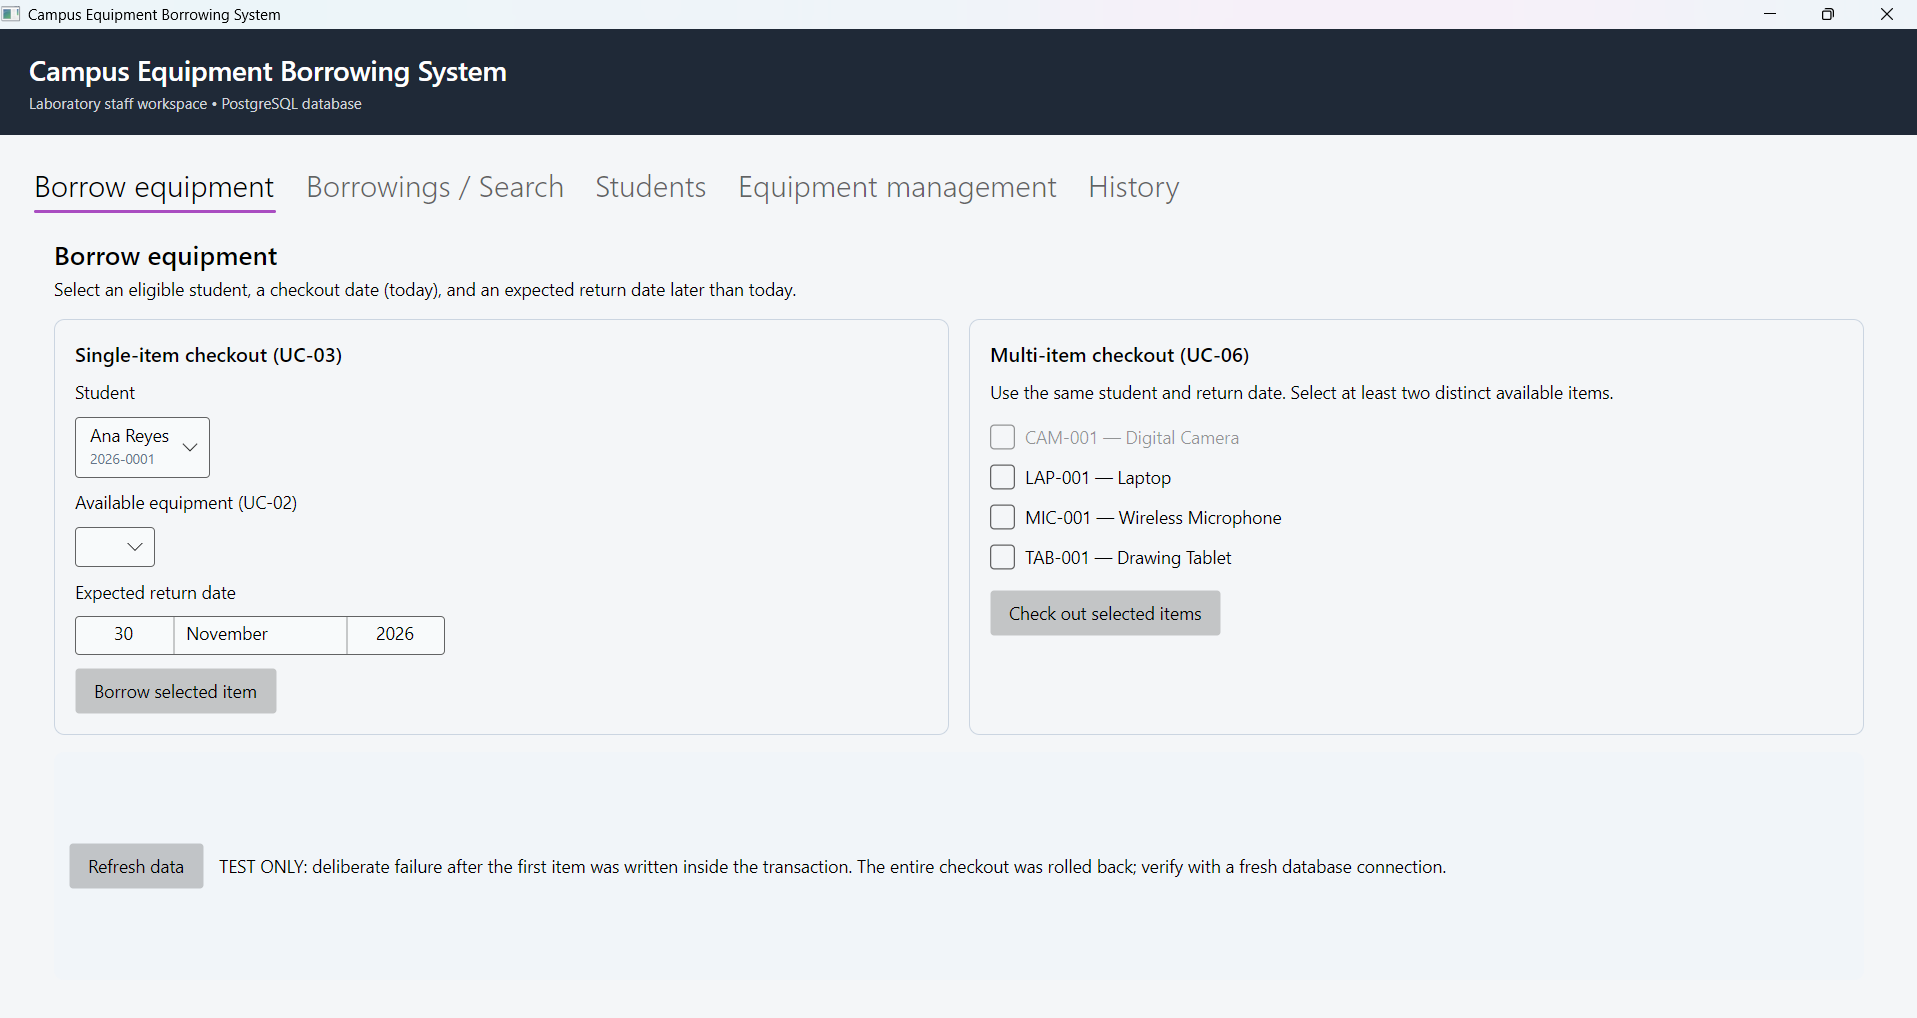 Campus Equipment Borrowing System
Campus Equipment Borrowing System
Laboratory staff workspace • PostgreSQL database
Borrow equipment
Borrowings / Search
Students
Equipment management
History
Borrow equipment
Select an eligible student, a checkout date (today), and an expected return date later than today.
Single-item checkout (UC-03)
Student
Ana Reyes
2026-0001
Available equipment (UC-02)
Expected return date
30 November 2026
Borrow selected item
Multi-item checkout (UC-06)
Use the same student and return date. Select at least two distinct available items.
CAM-001 — Digital Camera
LAP-001 — Laptop
MIC-001 — Wireless Microphone
TAB-001 — Drawing Tablet
Check out selected items
Refresh data
TEST ONLY: deliberate failure after the first item was written inside the transaction. The entire checkout was rolled back; verify with a fresh database connection.